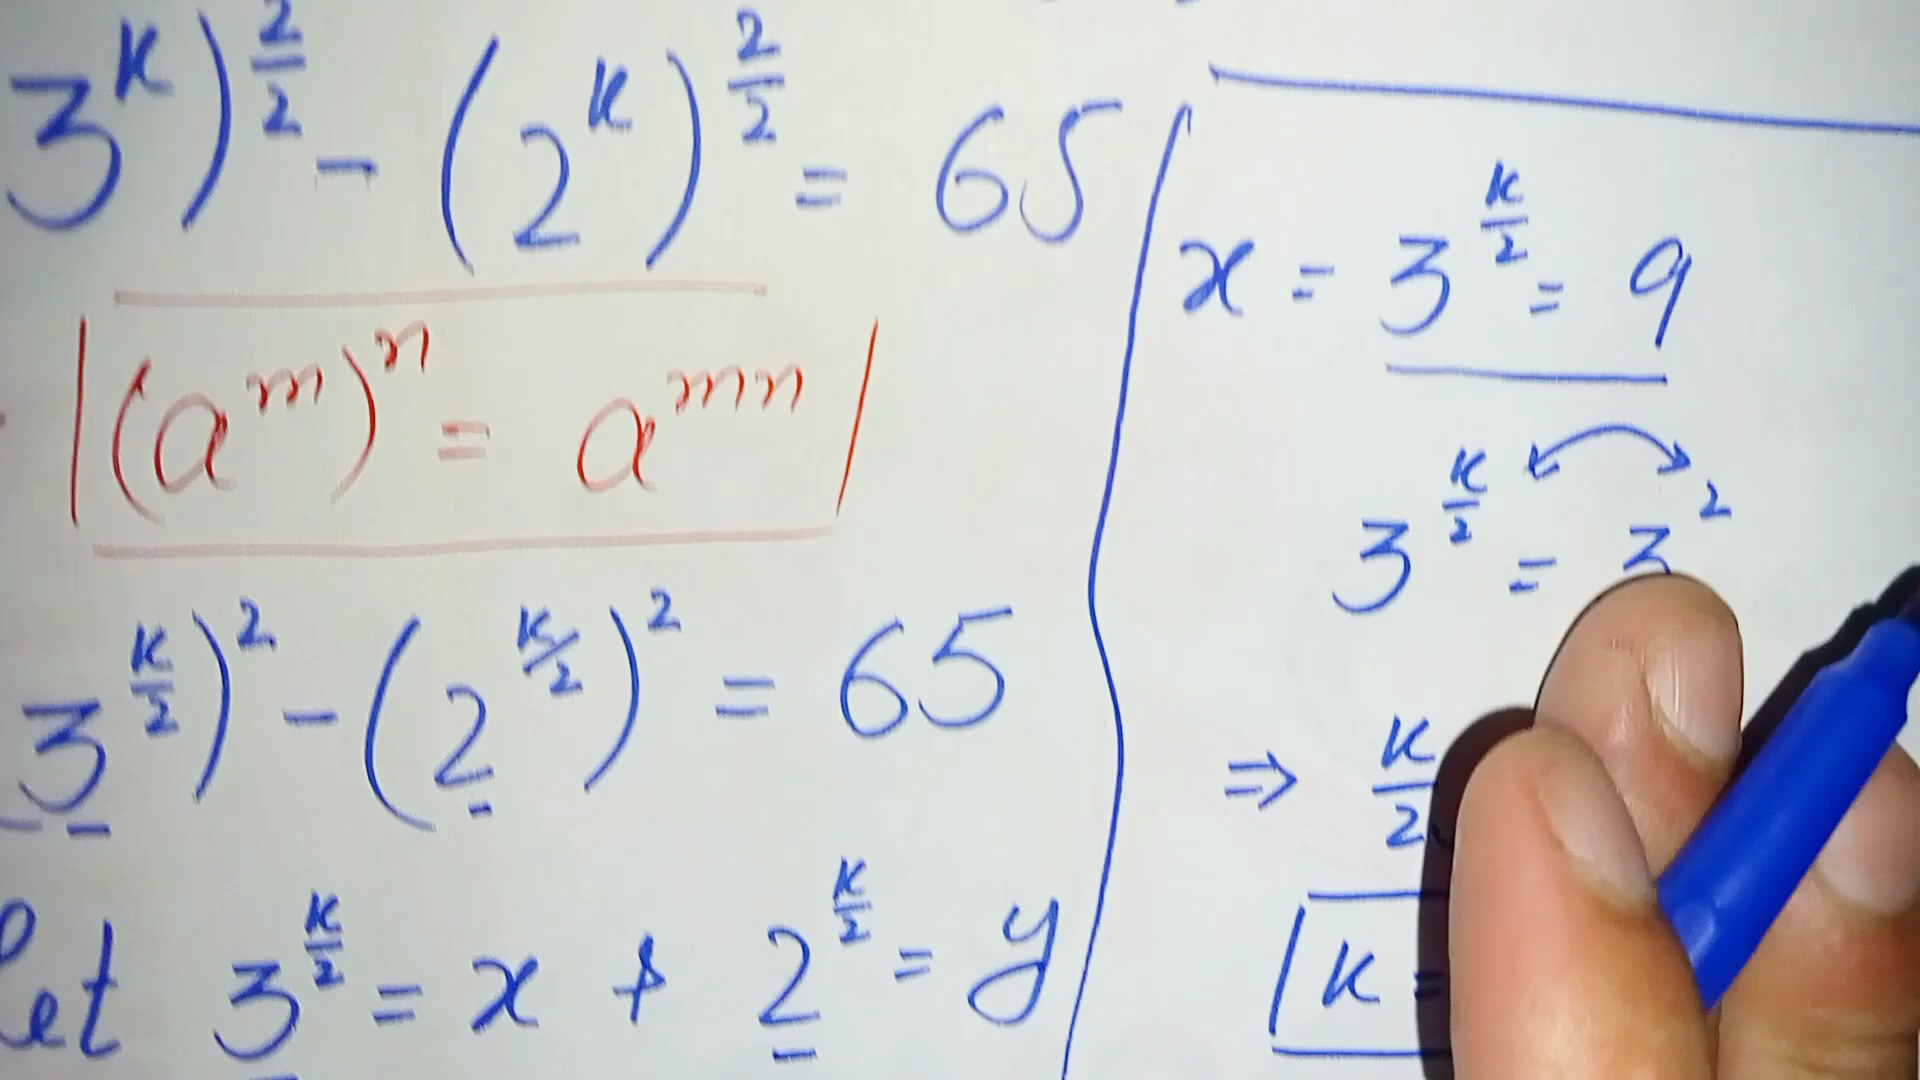 3^k)^(2/2) - (2^k)^(2/2) = 65
(a^m)^n = a^(mn)
3^(k/2))^2 - (2^(k/2))^2 = 65
Let 3^(k/2) = x + 2^(k/2) = y
x = 3^(k/2) = 9
3^(k/2) = 3^2
⇒ k/2
k =